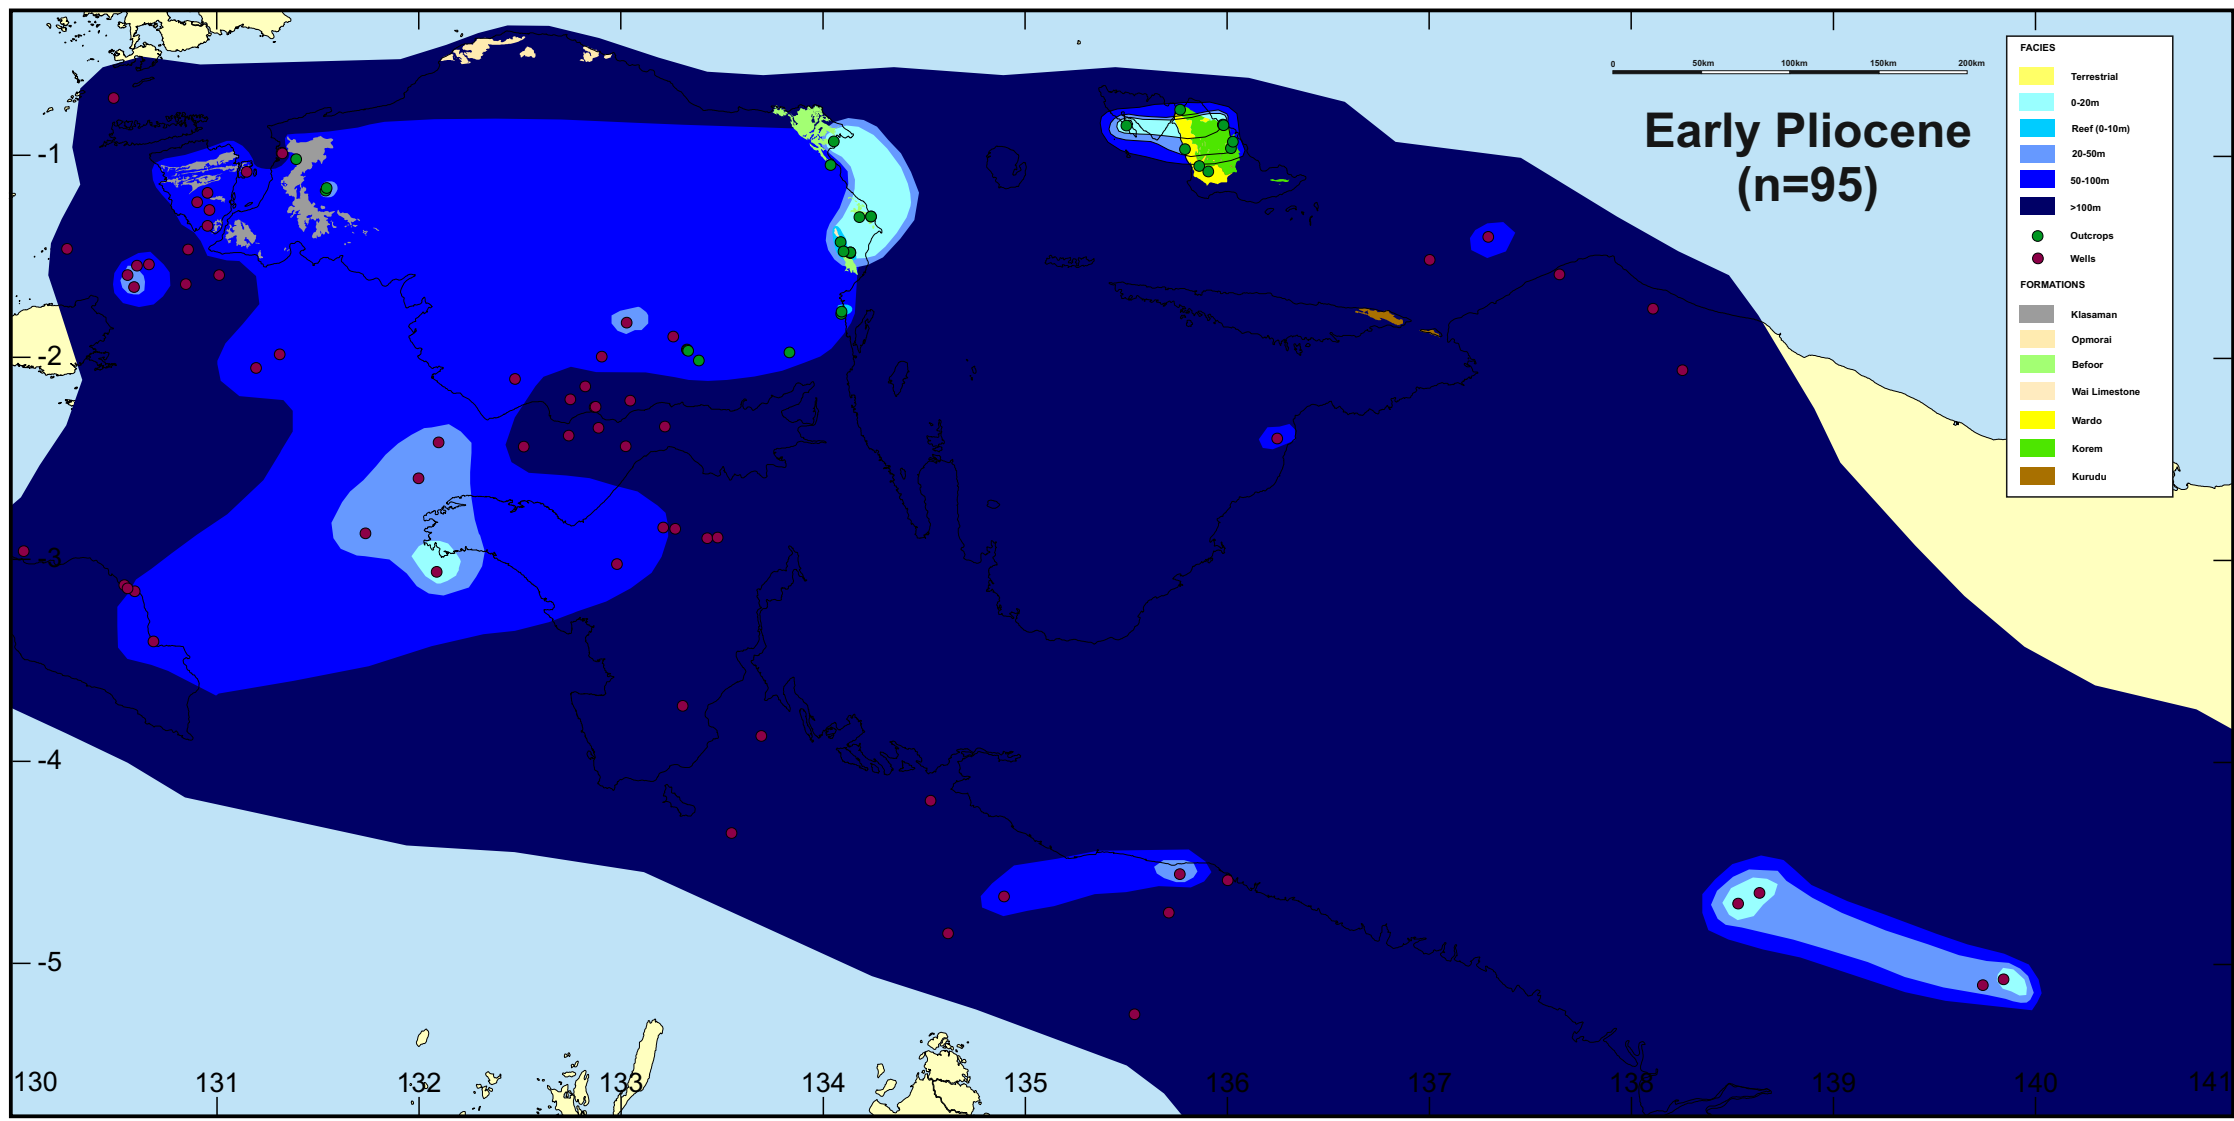 FACIES
Terrestrial
0-20m
Reef (0-10m)
20-50m
50-100m
>100m
Outcrops
Wells
FORMATIONS
Klasaman
Opmorai
Befoor
Wai Limestone
Wardo
Korem
Kurudu
0 50km 100km 150km 200km
Early Pliocene
(n=95)
-1
-2
-3
-4
-5
130 131 132 133 134 135 136 137 138 139 140 141